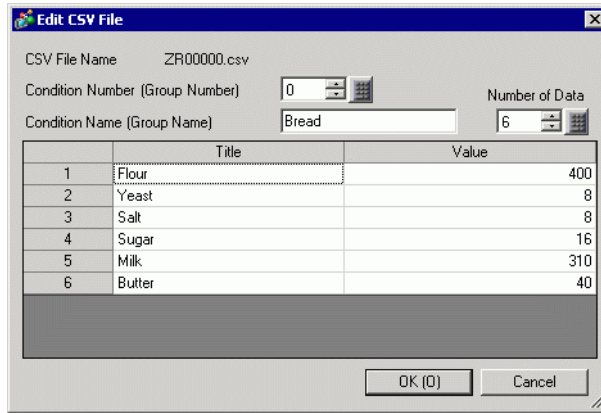 Edit CSV File
CSV File Name ZR00000.csv
Condition Number (Group Number) 0
Number of Data
Condition Name (Group Name) Bread 6
Title Value
1 Flour 400
2 Yeast 8
3 Salt 8
4 Sugar 16
5 Milk 310
6 Butter 40
OK (O) Cancel